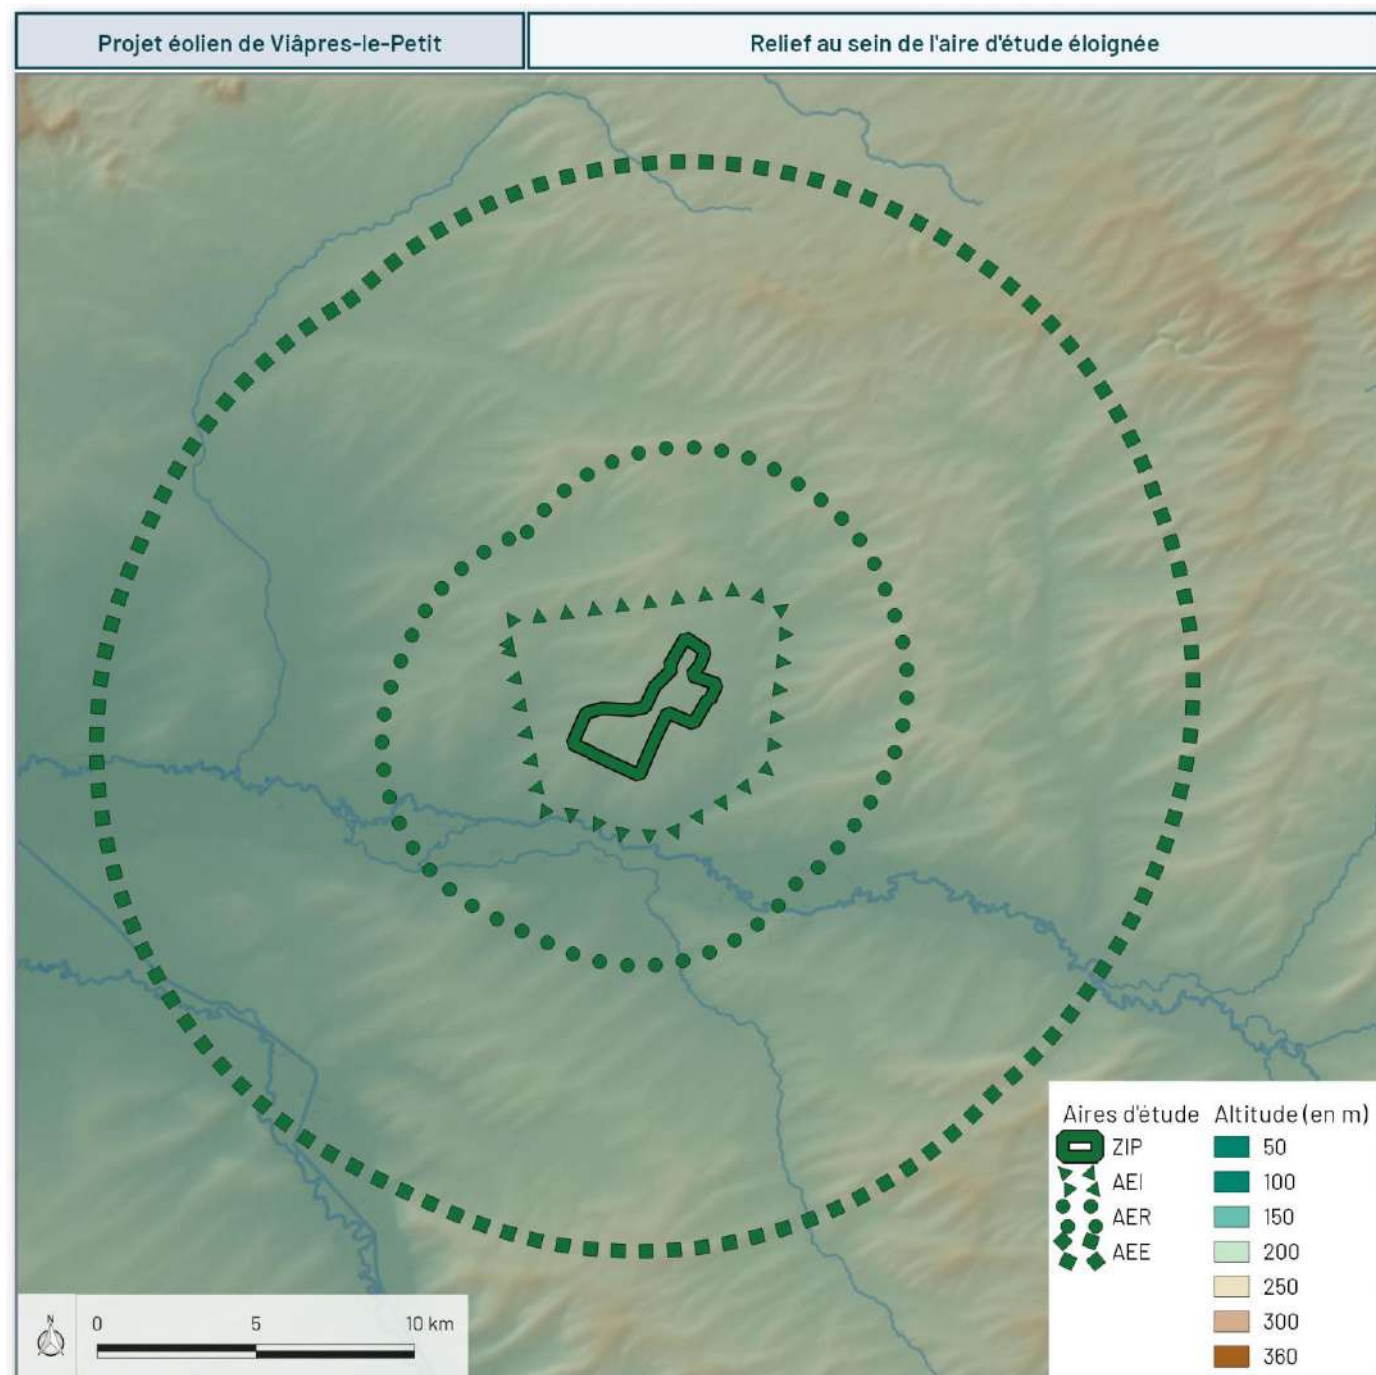 Projet éolien de Viâpres-le-Petit
Relief au sein de l'aire d'étude éloignée
Aires d'étude
ZIP
AEI
AER
AEE
Altitude (en m)
50
100
150
200
250
300
360
N
0 5 10 km